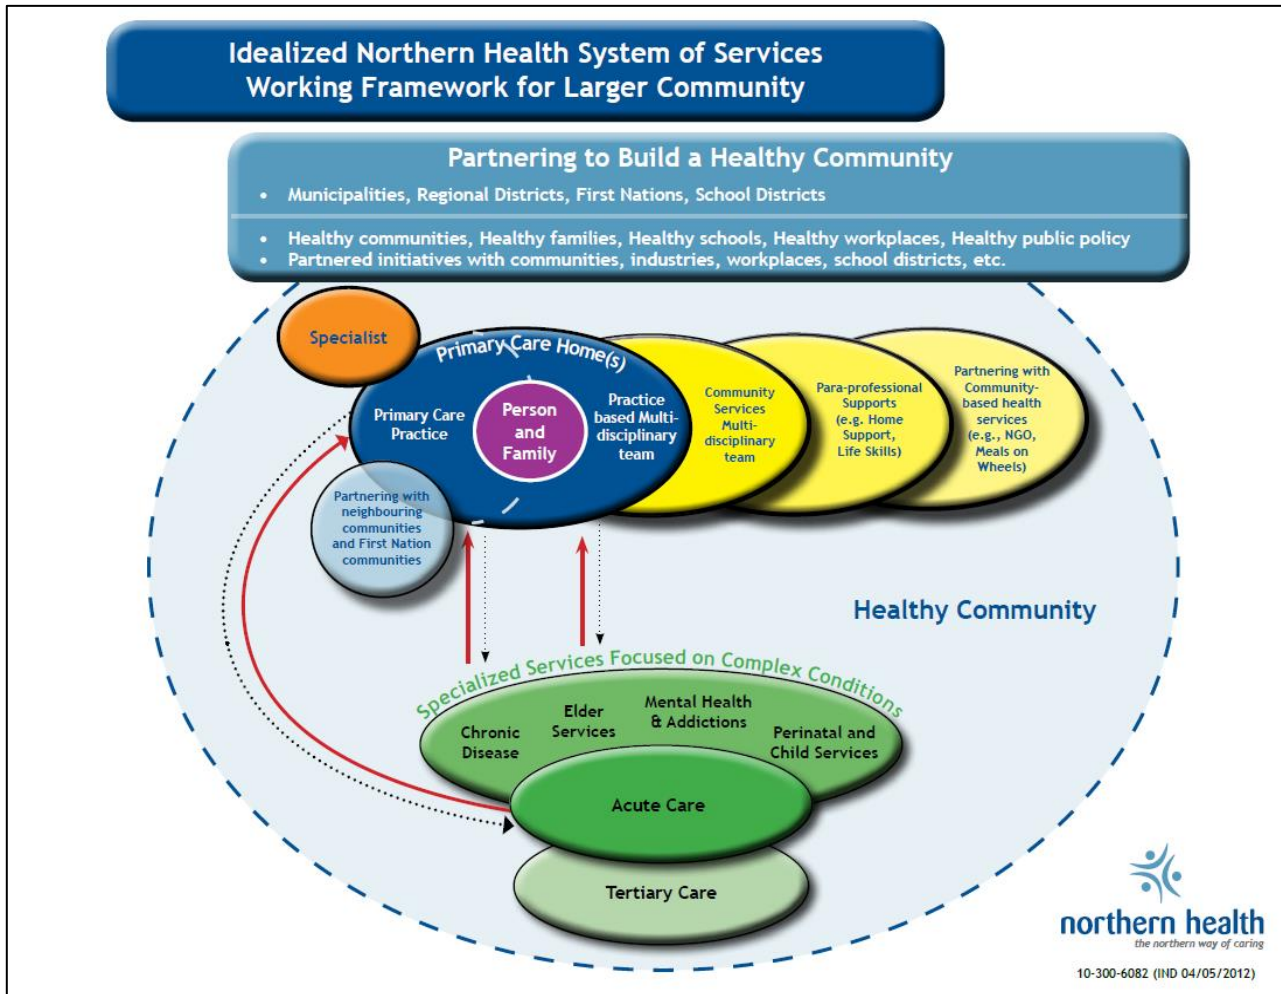 Idealized Northern Health System of Services
Working Framework for Larger Community
Partnering to Build a Healthy Community
• Municipalities, Regional Districts, First Nations, School Districts
• Healthy communities, Healthy families, Healthy schools, Healthy workplaces, Healthy public policy
• Partnered initiatives with communities, industries, workplaces, school districts, etc.
Specialist
Primary Care Home(s)
Primary Care
Practice
Person
and
Family
Practice
based Multi-
disciplinary
team
Community
Services
Multi-
disciplinary
team
Para-professional
Supports
(e.g. Home
Support,
Life Skills)
Partnering with
Community-
based health
services
(e.g., NGO,
Meals on
Wheels)
Partnering with
neighbouring
communities
and First Nation
communities
Healthy Community
Specialized Services Focused on Complex Conditions
Chronic
Disease
Elder
Services
Mental Health
& Addictions
Perinatal and
Child Services
Acute Care
Tertiary Care
northern health
the northern way of caring
10-300-6082 (IND 04/05/2012)